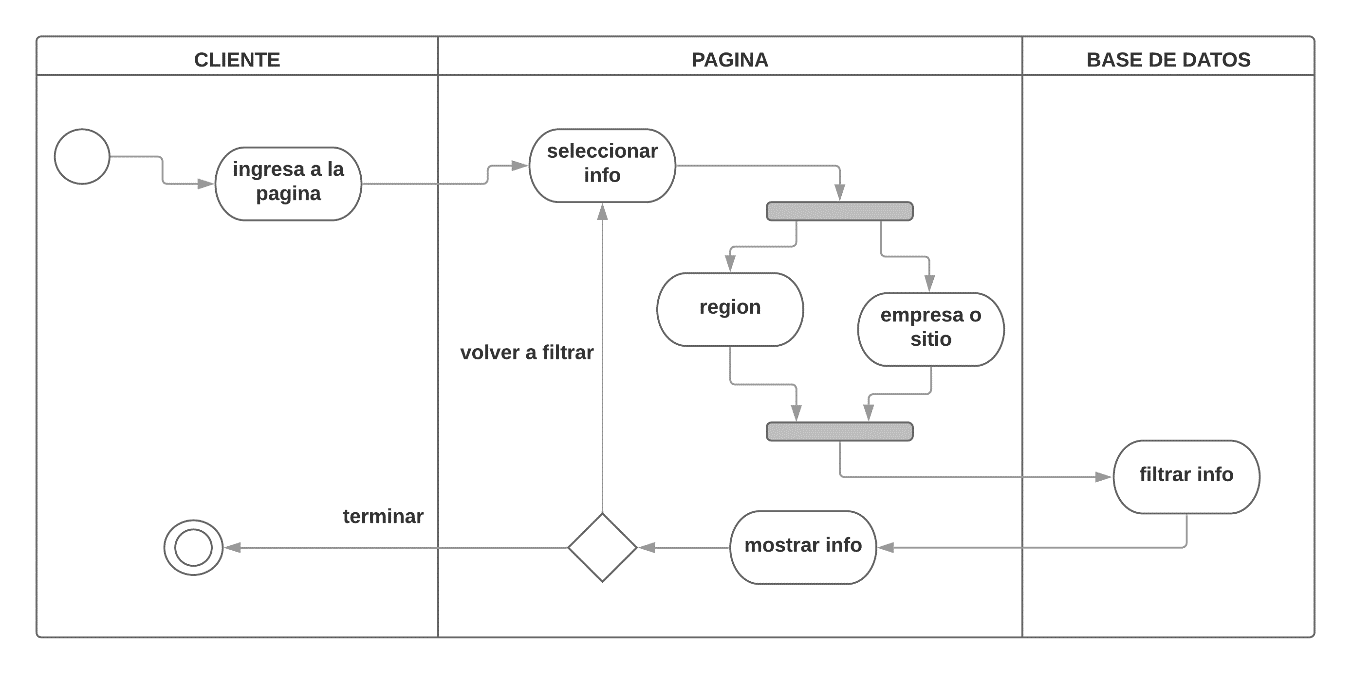 CLIENTE
PAGINA
BASE DE DATOS
ingresa a la
pagina
seleccionar
info
region
empresa o
sitio
volver a filtrar
filtrar info
terminar
mostrar info